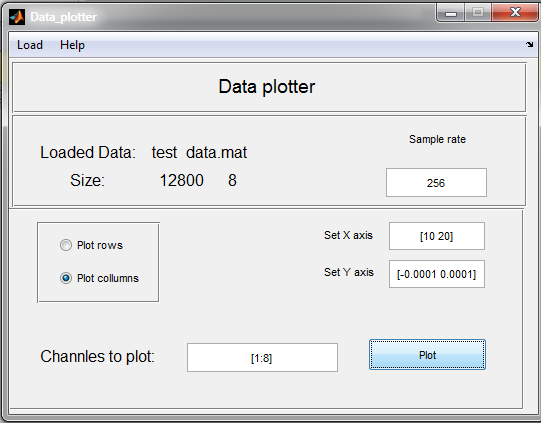 Data_plotter
Load Help
Data plotter
Sample rate
Loaded Data: test data.mat
Size: 12800 8
256
Plot rows
Set X axis [10 20]
Plot collumns
Set Y axis [-0.0001 0.0001]
Channles to plot: [1:8] Plot